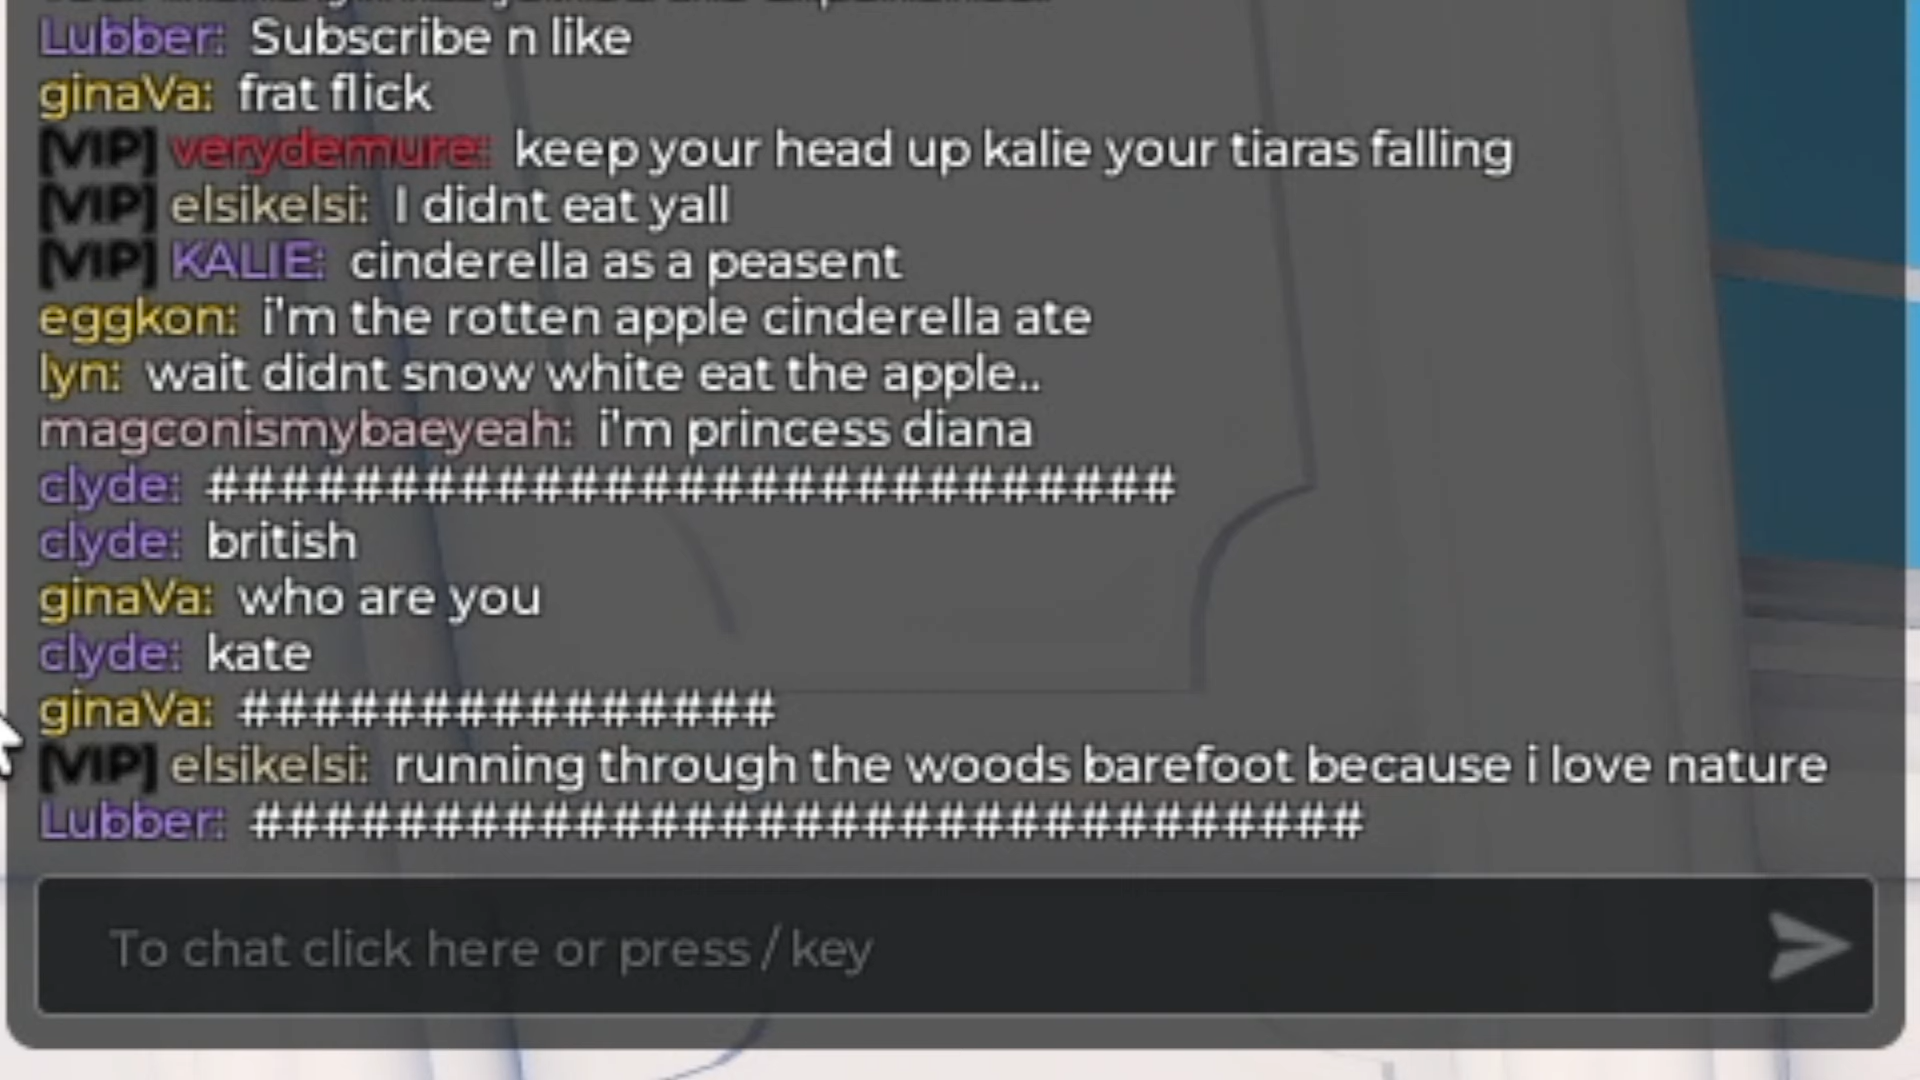 Lubber: Subscribe n like
ginaVa: frat flick
[VIP] verydemure: keep your head up kalie your tiaras falling
[VIP] elsikelsi: I didnt eat yall
[VIP] KALIE: cinderella as a peasent
eggkon: i'm the rotten apple cinderella ate
lyn: wait didnt snow white eat the apple..
magconismybaeyeah: i'm princess diana
clyde: ###########################
clyde: british
ginaVa: who are you
clyde: kate
ginaVa: ###############
[VIP] elsikelsi: running through the woods barefoot because i love nature
Lubber: ###############################
To chat click here or press / key